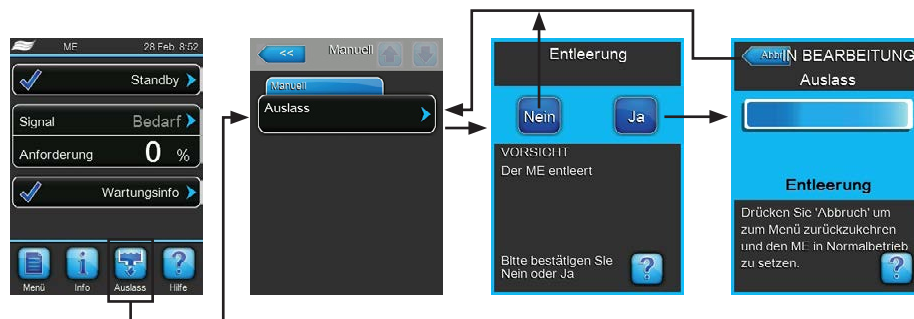 ME 28 Feb 8:52
Standby
Signal Bedarf
Anforderung 0 %
Wartungsinfo
Menü Info Auslass Hilfe
<< Manuell
Manuell
Auslass
Entleerung
Nein Ja
VORSICHT
Der ME entleert
Bitte bestätigen Sie
Nein oder Ja
?
Abbr IN BEARBEITUNG
Auslass
Entleerung
Drücken Sie 'Abbruch' um
zum Menü zurückzukehren
und den ME in Normalbetrieb
zu setzen.
?